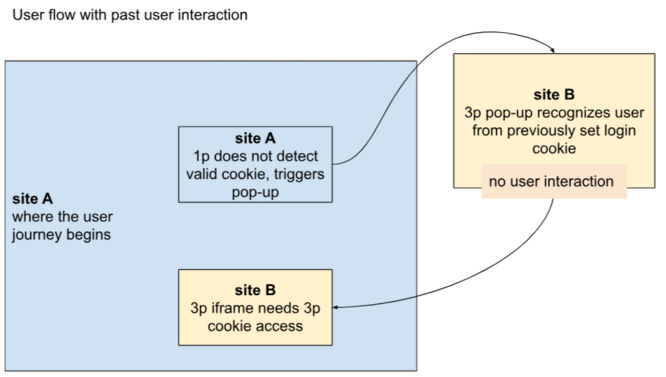 User flow with past user interaction
site B
3p pop-up recognizes user
from previously set login
cookie
no user interaction
site A
1p does not detect
valid cookie, triggers
pop-up
site A
where the user
journey begins
site B
3p iframe needs 3p
cookie access